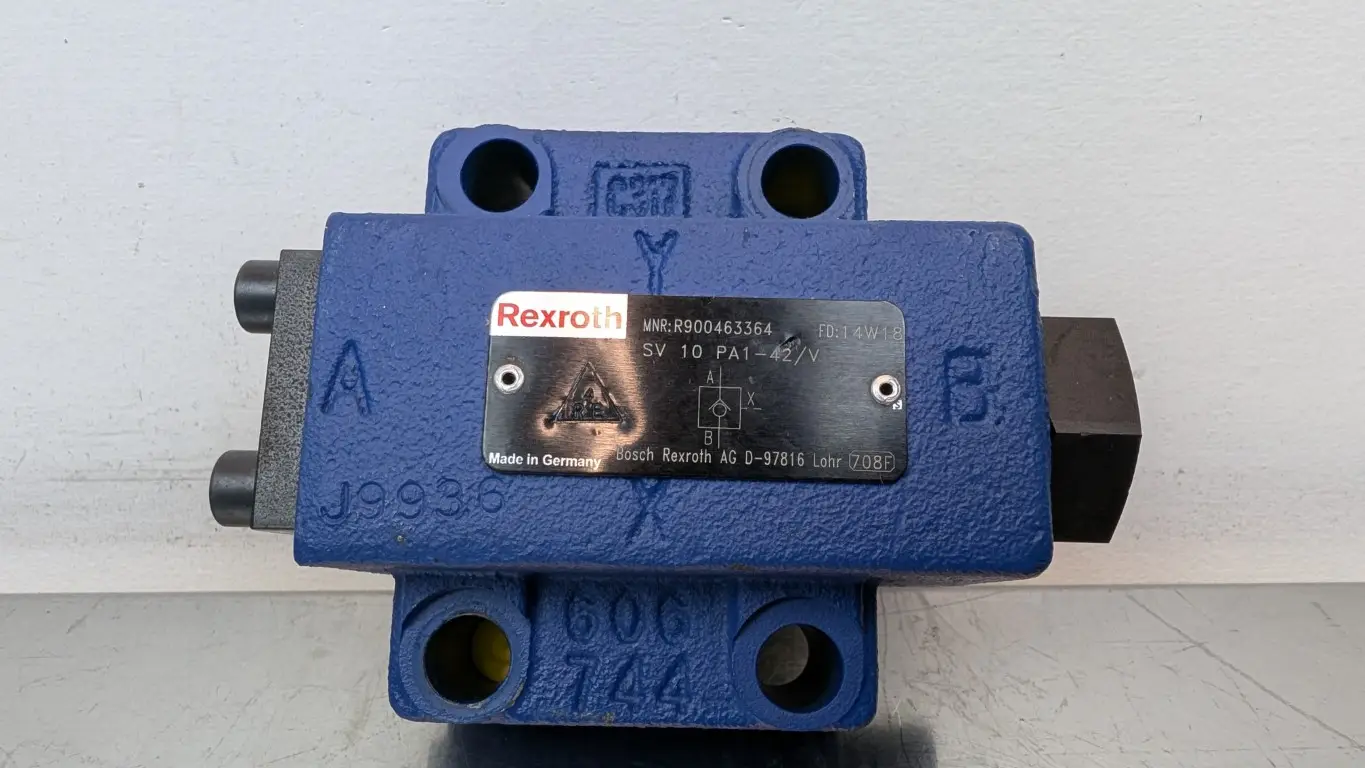 Y
Rexroth
MNR:R900463364 FD:14W18
SV 10 PA1-42/V
A
X
B
4
R E
Made in Germany
Bosch Rexroth AG D-97816 Lohr 708F
A
B
J9936
X
606
744